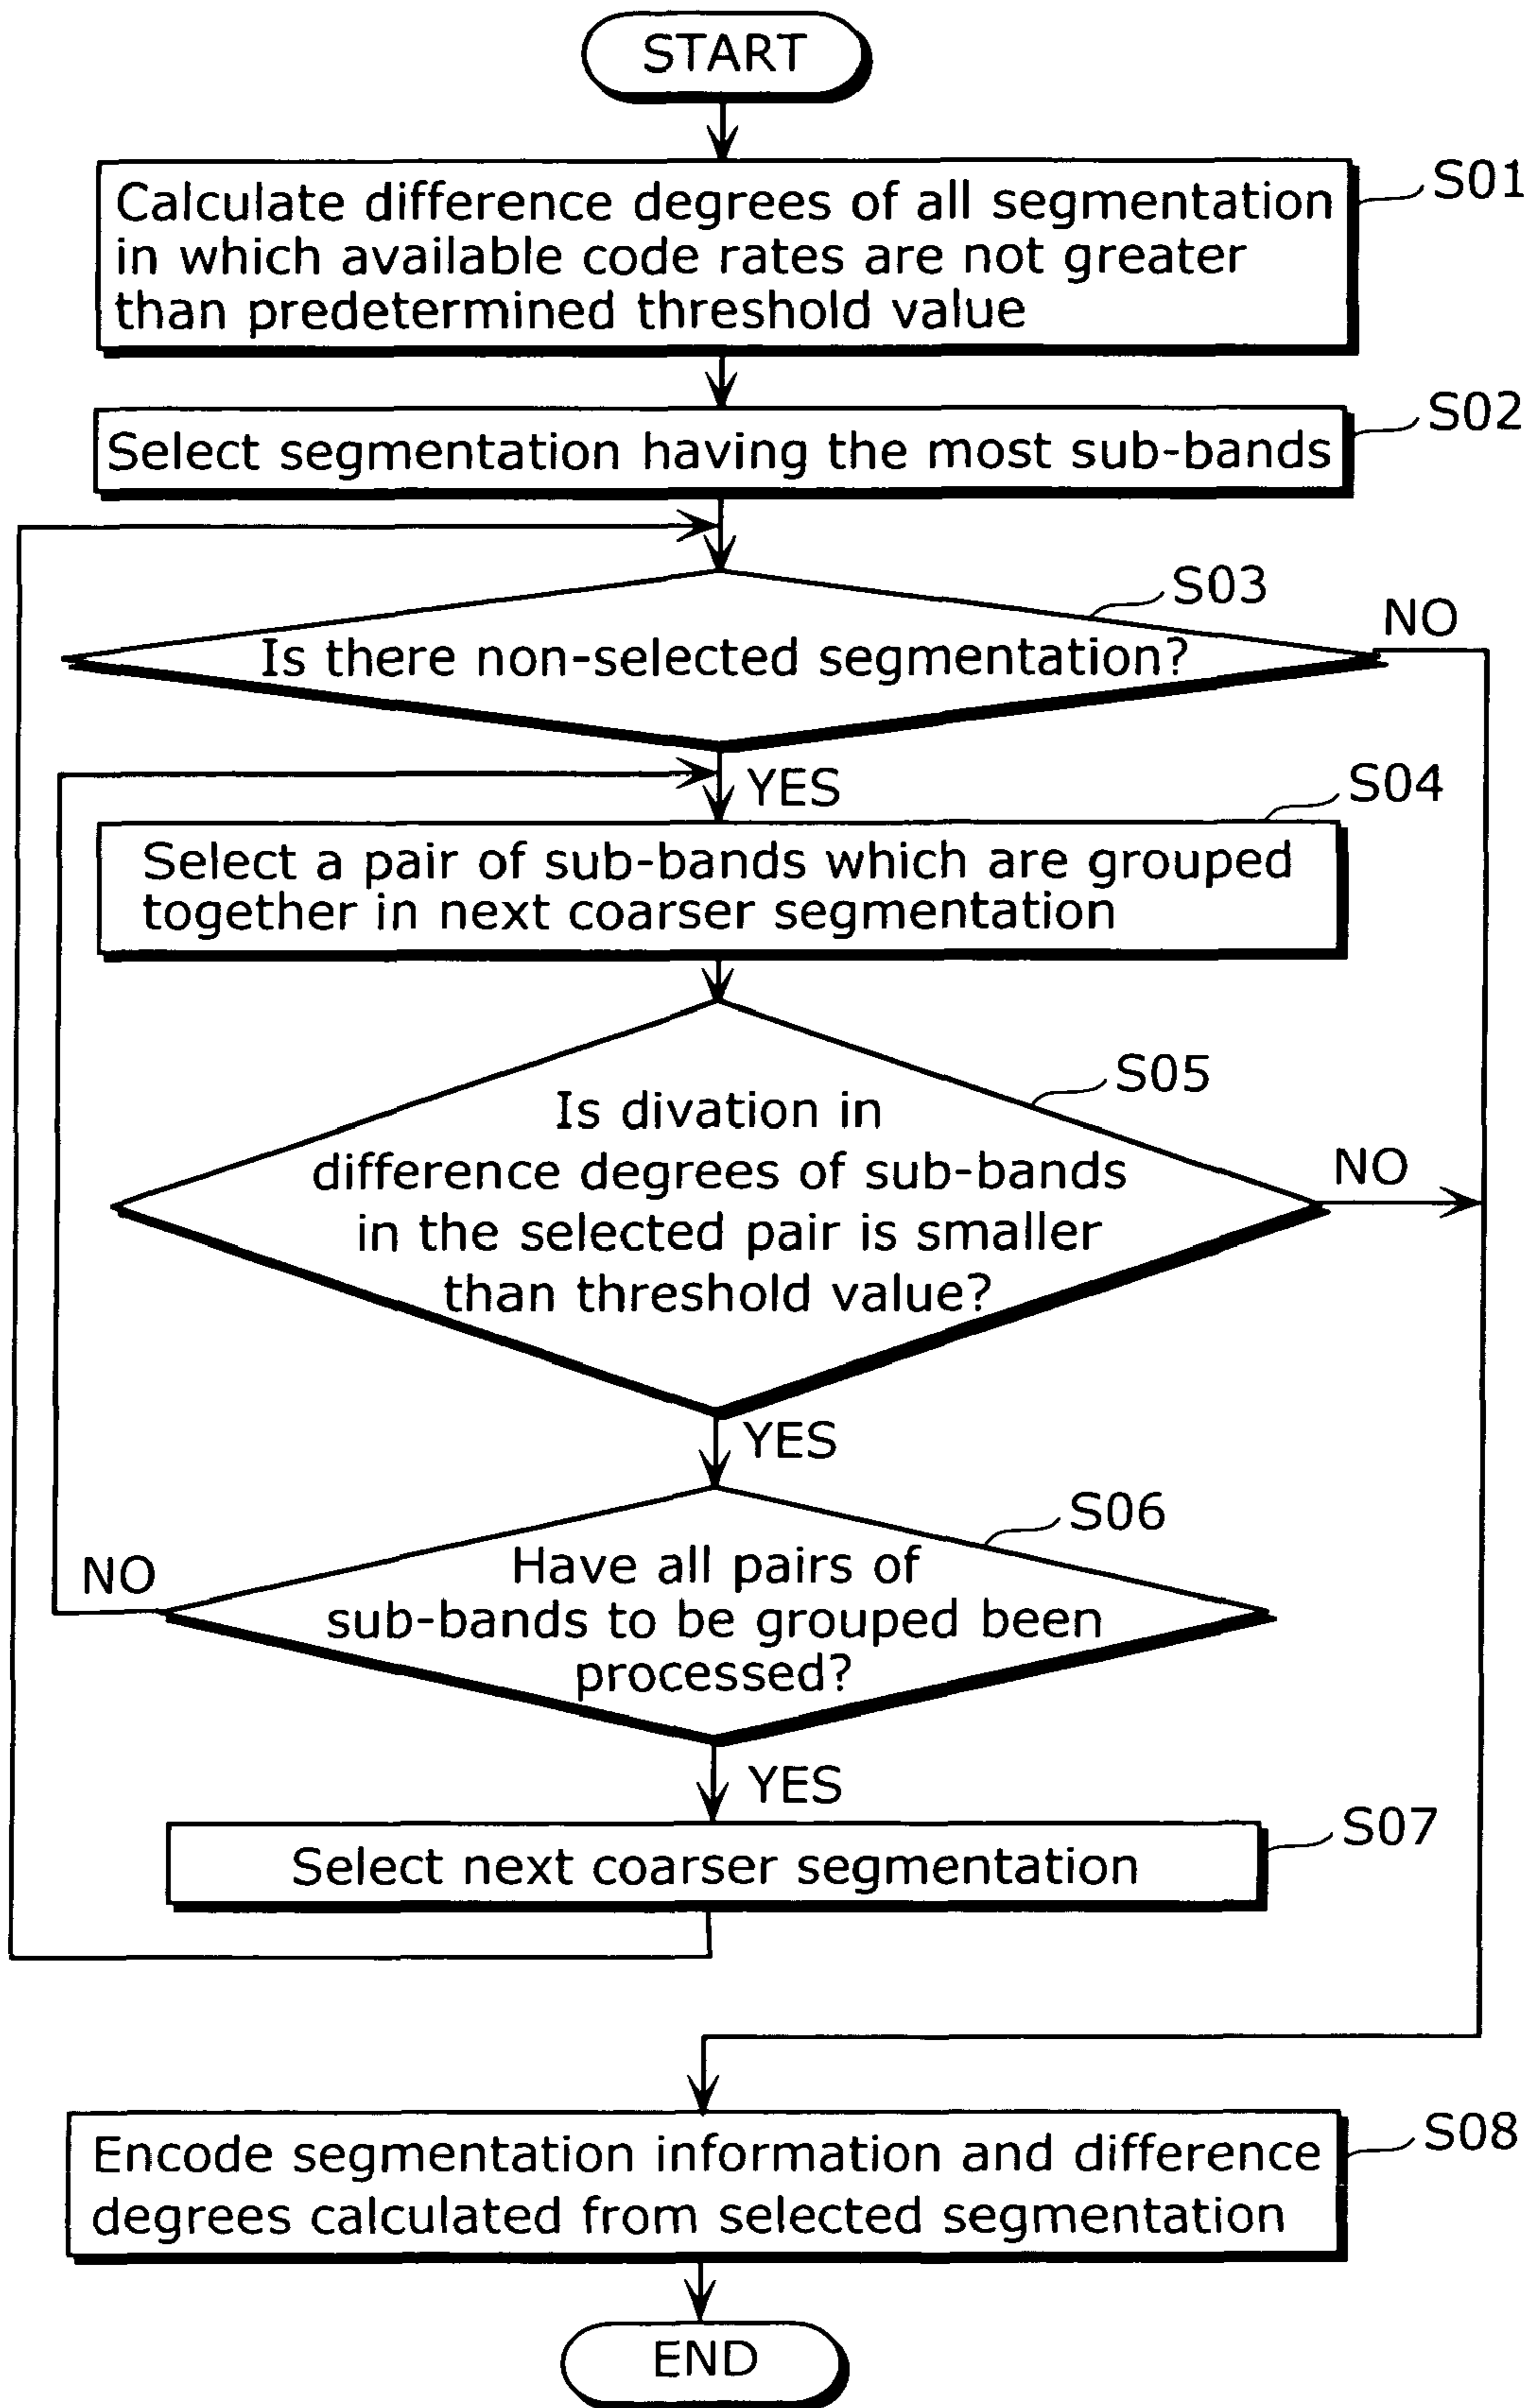 START
Calculate difference degrees of all segmentation
in which available code rates are not greater
than predetermined threshold value
S01
Select segmentation having the most sub-bands
S02
Is there non-selected segmentation?
S03
NO
YES
Select a pair of sub-bands which are grouped
together in next coarser segmentation
S04
Is divation in
difference degrees of sub-bands
in the selected pair is smaller
than threshold value?
S05
NO
YES
Have all pairs of
sub-bands to be grouped been
processed?
S06
NO
YES
Select next coarser segmentation
S07
Encode segmentation information and difference
degrees calculated from selected segmentation
S08
END